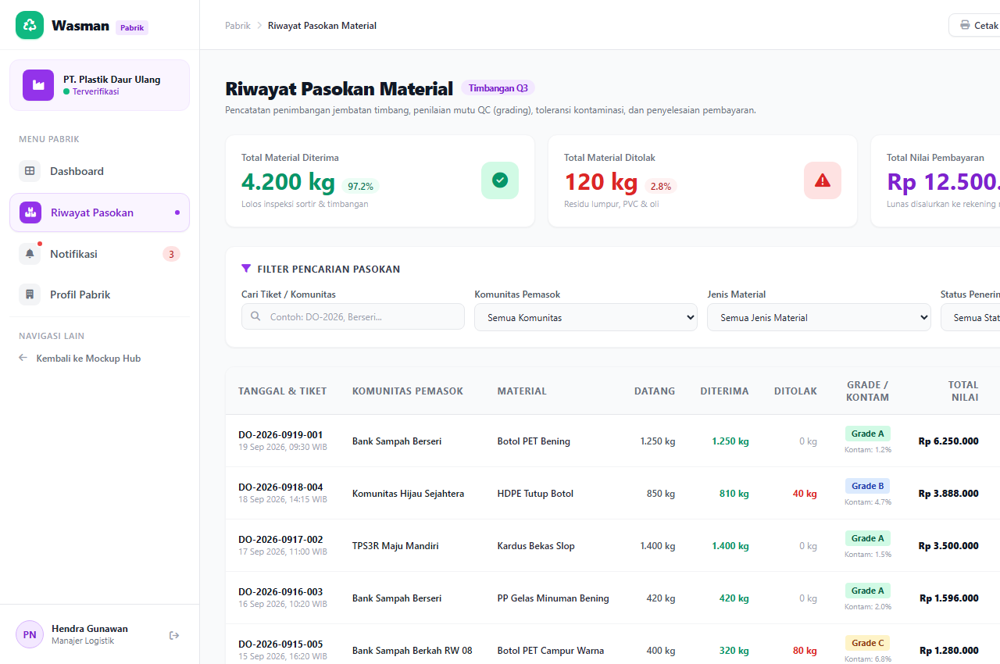 Wasman Pabrik
PT. Plastik Daur Ulang
Terverifikasi
MENU PABRIK
Dashboard
Riwayat Pasokan
Notifikasi 3
Profil Pabrik
NAVIGASI LAIN
Kembali ke Mockup Hub
PN
Hendra Gunawan
Manajer Logistik
Pabrik Riwayat Pasokan Material
Cetak
Riwayat Pasokan Material Timbangan Q3
Pencatatan penimbangan jembatan timbang, penilaian mutu QC (grading), toleransi kontaminasi, dan penyelesaian pembayaran.
Total Material Diterima
4.200 kg 97.2%
Lolos inspeksi sortir & timbangan
Total Material Ditolak
120 kg 2.8%
Residu lumpur, PVC & oli
Total Nilai Pembayaran
Rp 12.500.
Lunas disalurkan ke rekening
FILTER PENCARIAN PASOKAN
Cari Tiket / Komunitas
Contoh: DO-2026, Berseri...
Komunitas Pemasok
Semua Komunitas
Jenis Material
Semua Jenis Material
Status Penerim
Semua Stat
TANGGAL & TIKET KOMUNITAS PEMASOK MATERIAL DATANG DITERIMA DITOLAK GRADE / KONTAM TOTAL NILAI
DO-2026-0919-001 Bank Sampah Berseri Botol PET Bening 1.250 kg 1.250 kg 0 kg Grade A Rp 6.250.000
19 Sep 2026, 09:30 WIB Kontam: 1.2%
DO-2026-0918-004 Komunitas Hijau Sejahtera HDPE Tutup Botol 850 kg 810 kg 40 kg Grade B Rp 3.888.000
18 Sep 2026, 14:15 WIB Kontam: 4.7%
DO-2026-0917-002 TPS3R Maju Mandiri Kardus Bekas Slop 1.400 kg 1.400 kg 0 kg Grade A Rp 3.500.000
17 Sep 2026, 11:00 WIB Kontam: 1.5%
DO-2026-0916-003 Bank Sampah Berseri PP Gelas Minuman Bening 420 kg 420 kg 0 kg Grade A Rp 1.596.000
16 Sep 2026, 10:20 WIB Kontam: 2.0%
DO-2026-0915-005 Bank Sampah Berkah RW 08 Botol PET Campur Warna 400 kg 320 kg 80 kg Grade C Rp 1.280.000
15 Sep 2026, 16:20 WIB Kontam: 6.8%